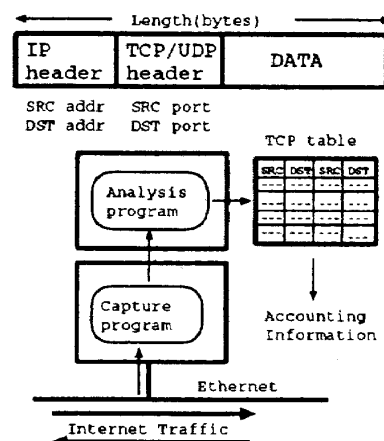 Length(bytes)
IP header
TCP/UDP header
DATA
SRC addr
DST addr
SRC port
DST port
TCP table
SRC DST SRC DST
Analysis program
Capture program
Accounting Information
Ethernet
Internet Traffic